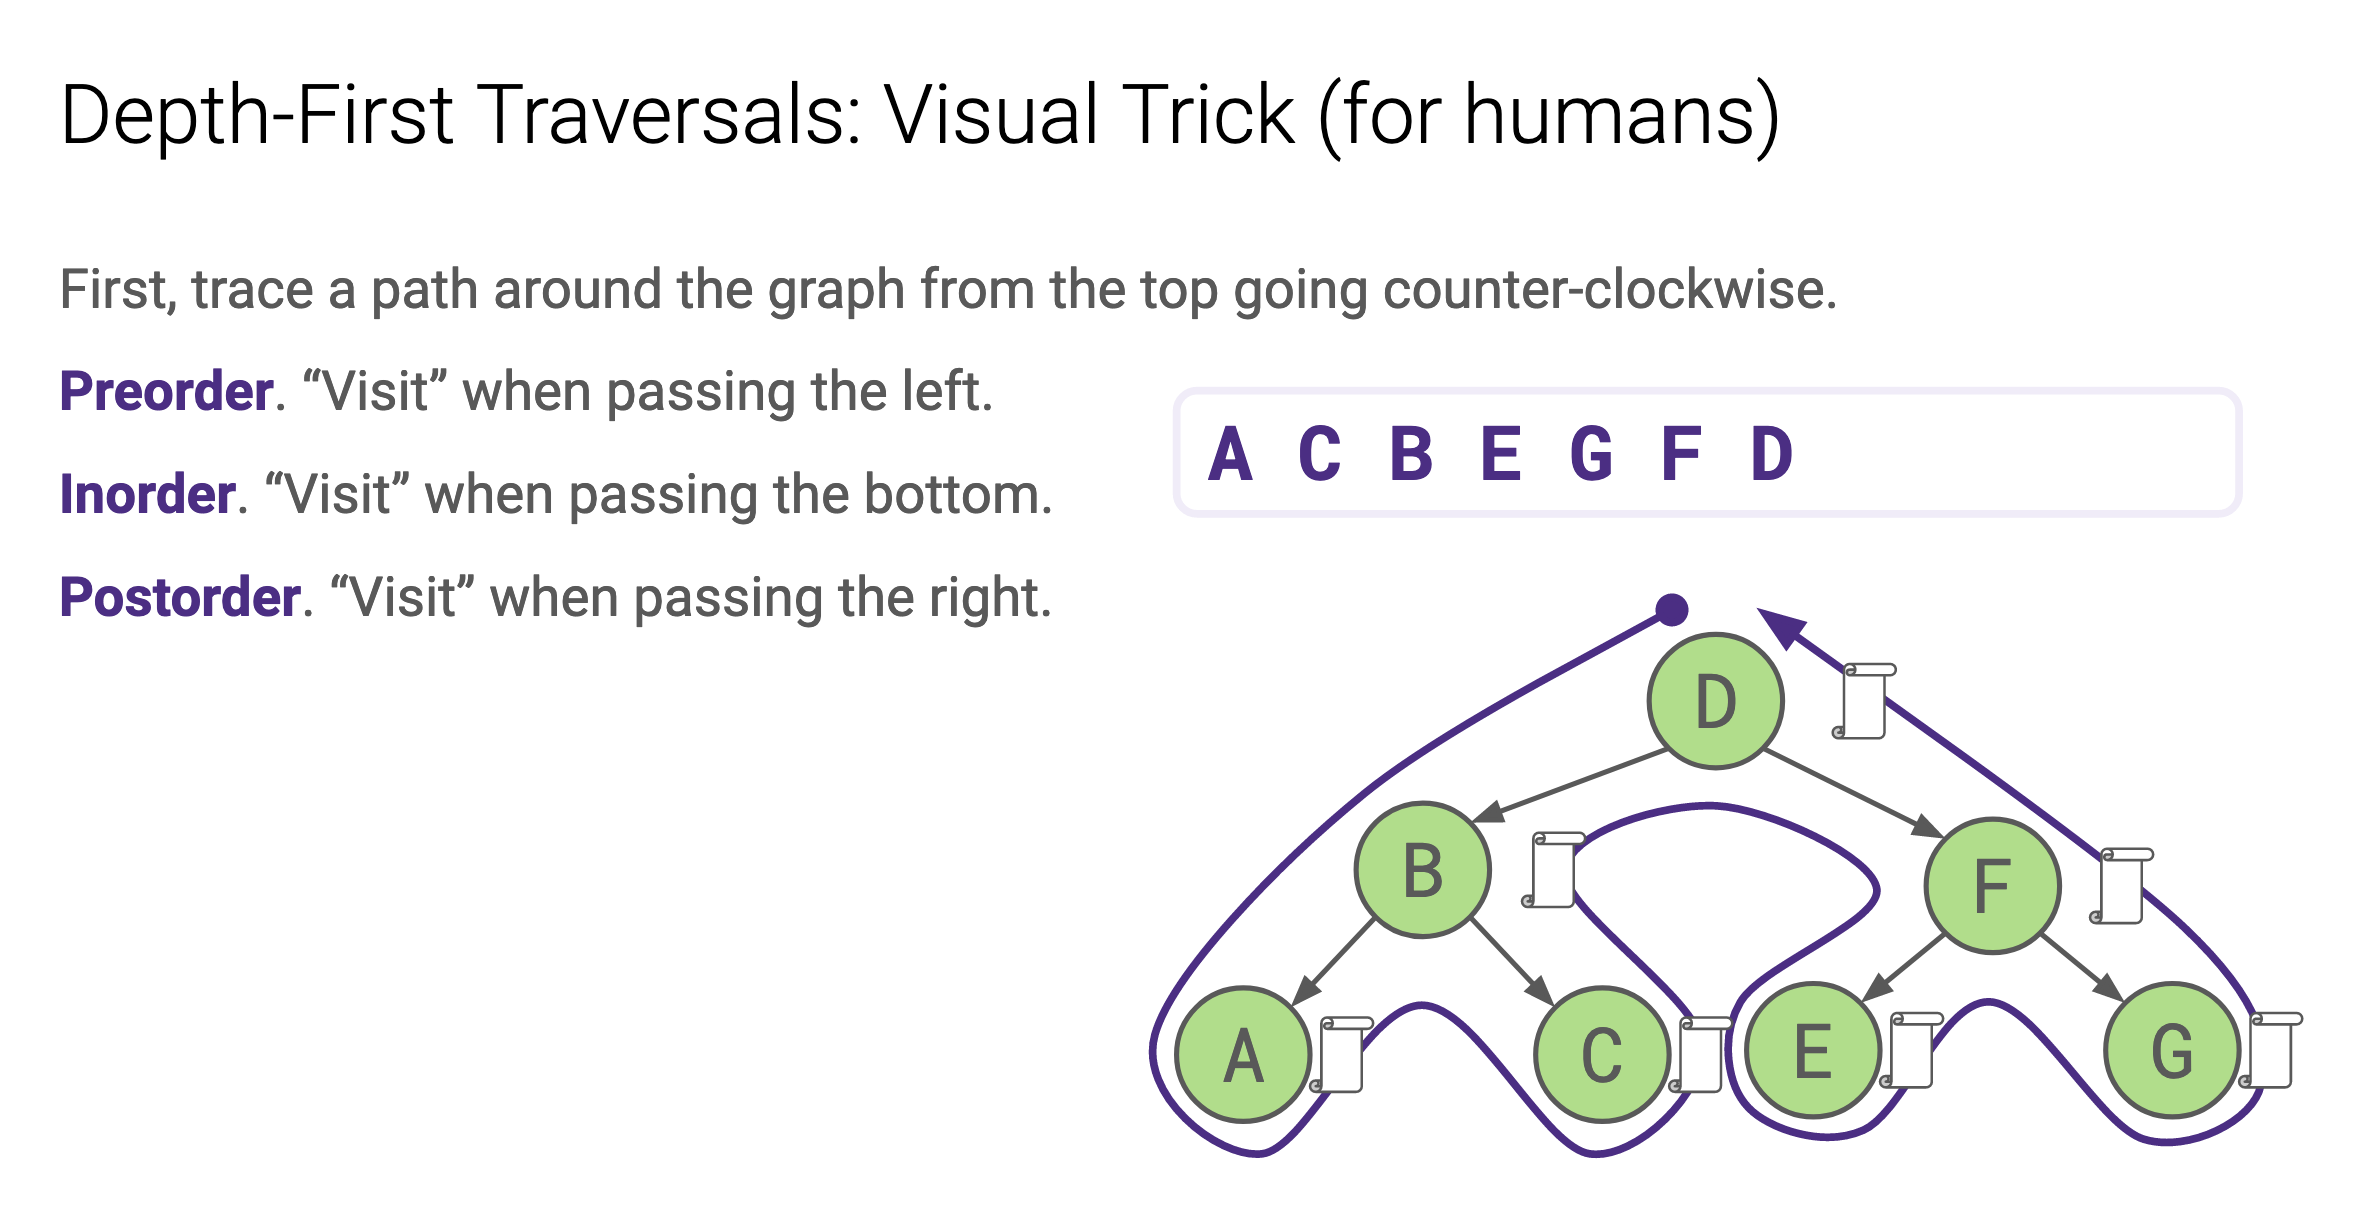 Depth-First Traversals: Visual Trick (for humans)
First, trace a path around the graph from the top going counter-clockwise.
Preorder. “Visit” when passing the left.
Inorder. “Visit” when passing the bottom.
Postorder. “Visit” when passing the right.
A C B E G F D
D
B
F
A
C
E
G